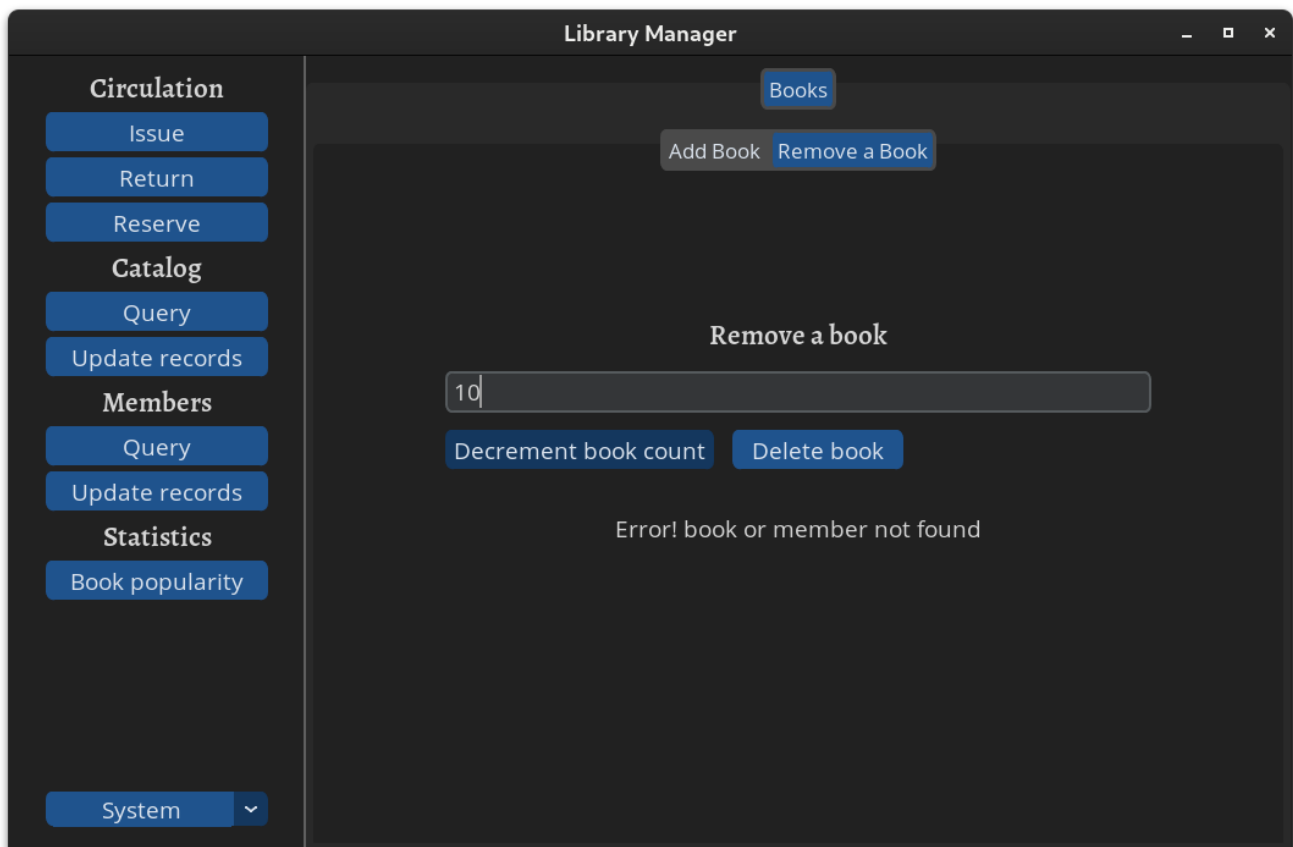 Library Manager
Circulation
Issue
Return
Reserve
Catalog
Query
Update records
Members
Query
Update records
Statistics
Book popularity
System
Books
Add Book Remove a Book
Remove a book
10
Decrement book count Delete book
Error! book or member not found